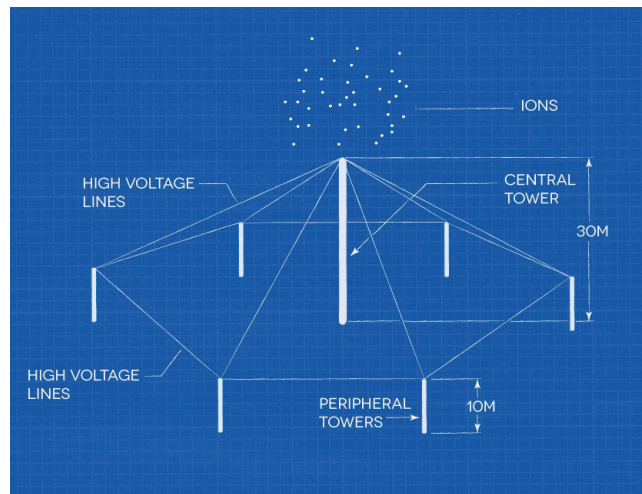 IONS
HIGH VOLTAGE
LINES
CENTRAL
TOWER
30M
HIGH VOLTAGE
LINES
PERIPHERAL
TOWERS
10M